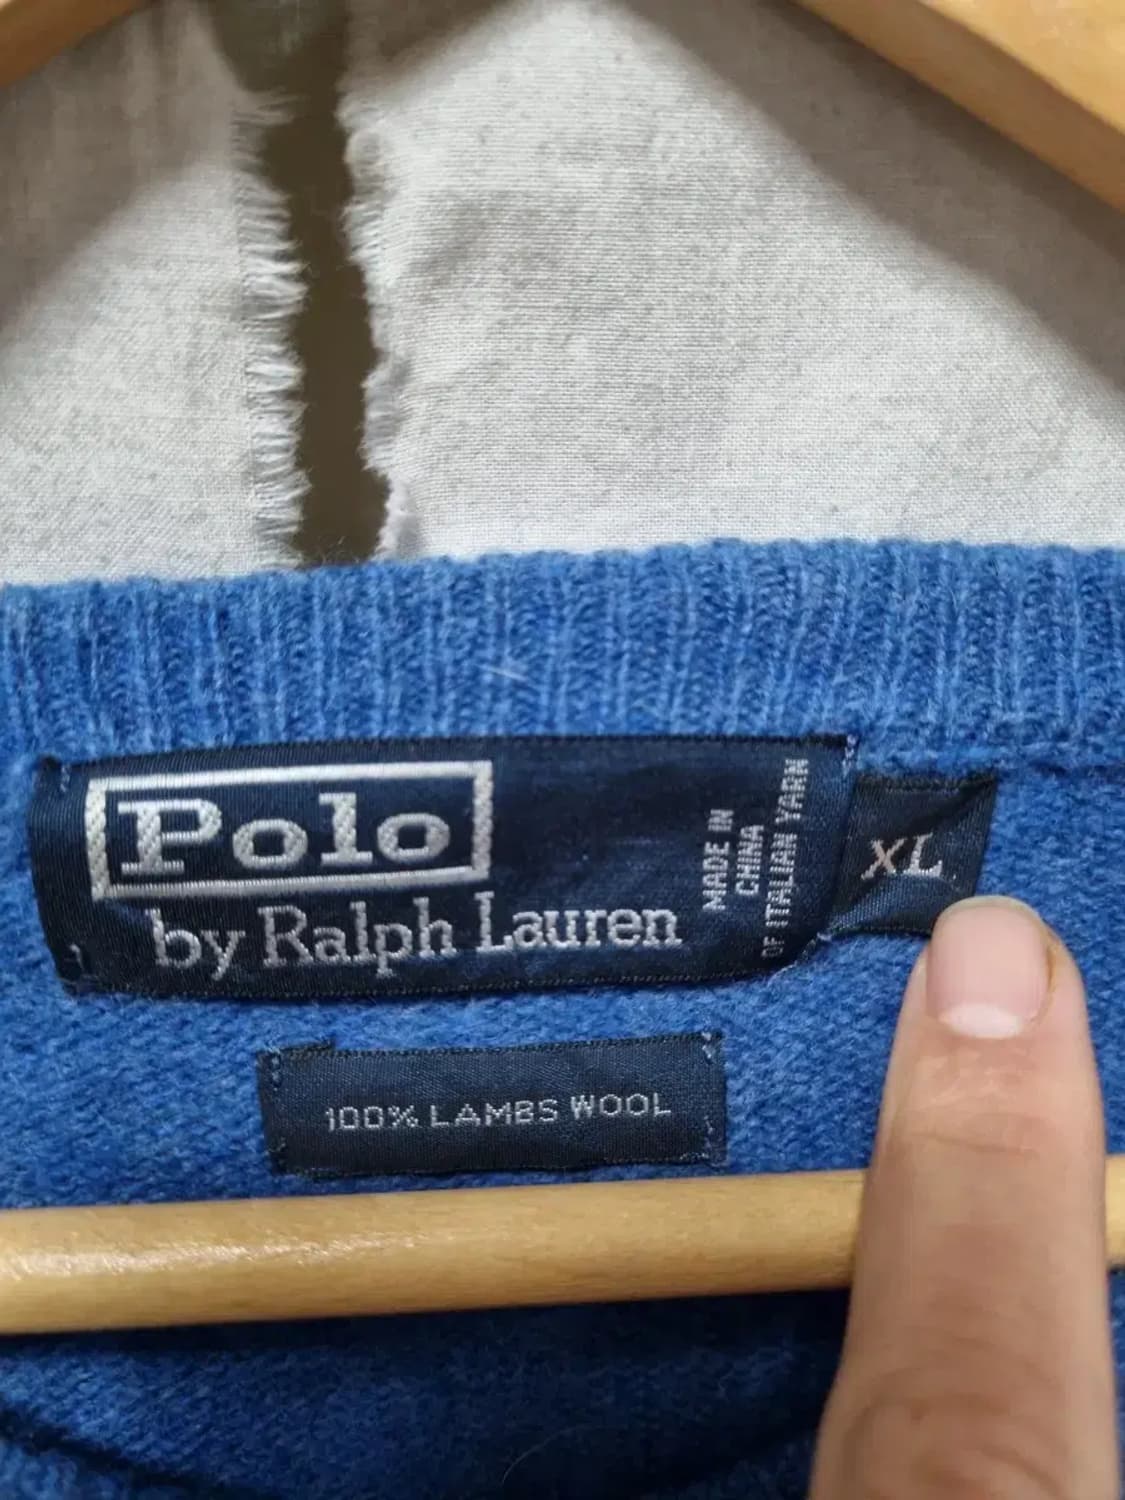 Polo
by Ralph Lauren
MADE IN
CHINA
OF ITALIAN YARN
XL
100% LAMBS WOOL